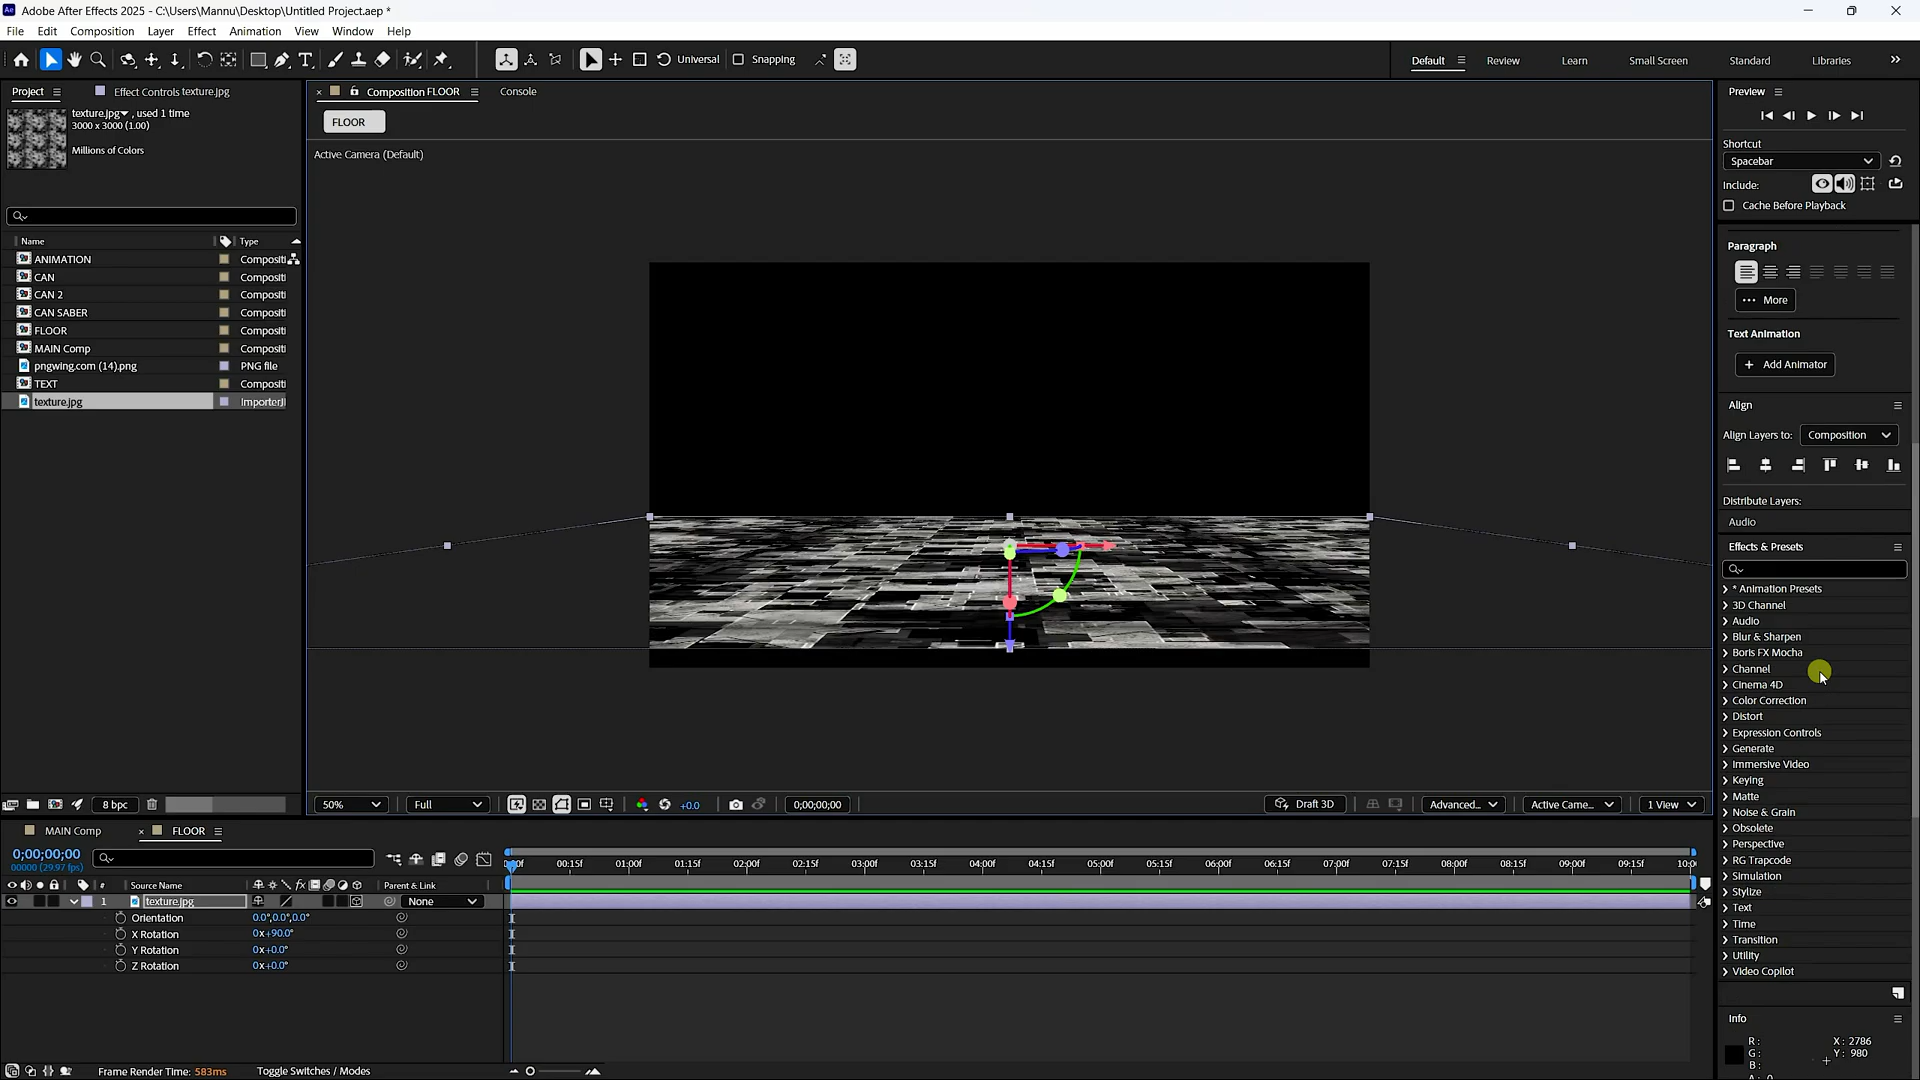 Adobe After Effects 2025 - C:\Users\Mannu\Desktop\Untitled Project.aep *
File Edit Composition Layer Effect Animation View Window Help
Universal Snapping Default Review Learn Small Screen Standard Libraries
Project Effect Controls texture.jpg
texture.jpg , used 1 time
3000 x 3000 (1.00)
Millions of Colors
Name Type
ANIMATION Compositi
CAN Compositi
CAN 2 Compositi
CAN SABER Compositi
FLOOR Compositi
MAIN Comp Compositi
pngwing.com (14).png PNG file
TEXT Compositi
texture.jpg ImporterJ
8 bpc
Composition FLOOR Console
FLOOR
Active Camera (Default)
50% Full +0.0 0;00;00;00 Draft 3D Advanced... Active Came... 1 View
Preview
Shortcut
Spacebar
Include:
Cache Before Playback
Paragraph
More
Text Animation
+ Add Animator
Align
Align Layers to: Composition
Distribute Layers:
Audio
Effects & Presets
* Animation Presets
3D Channel
Audio
Blur & Sharpen
Boris FX Mocha
Channel
Cinema 4D
Color Correction
Distort
Expression Controls
Generate
Immersive Video
Keying
Matte
Noise & Grain
Obsolete
Perspective
RG Trapcode
Simulation
Stylize
Text
Time
Transition
Utility
Video Copilot
Info
R: X: 2786
G: Y: 980
B:
A: 0
MAIN Comp FLOOR
0;00;00;00
00000 (29.97 fps)
00:15f 01:00f 01:15f 02:00f 02:15f 03:00f 03:15f 04:00f 04:15f 05:00f 05:15f 06:00f 06:15f 07:00f 07:15f 08:00f 08:15f 09:00f 09:15f 10:0
# Source Name fx Parent & Link
1 texture.jpg None
Orientation 0.0°,0.0°,0.0°
X Rotation 0x+90.0°
Y Rotation 0x+0.0°
Z Rotation 0x+0.0°
Frame Render Time: 583ms Toggle Switches / Modes